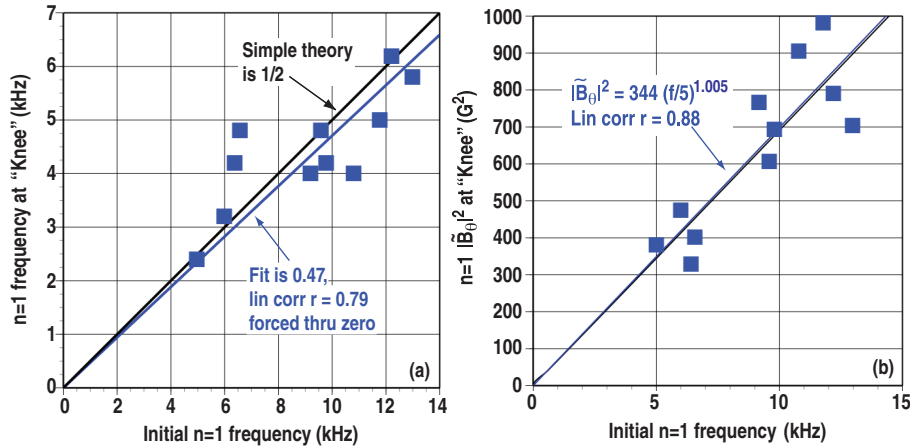 7
6
5
4
3
2
1
0
n=1 frequency at “Knee” (kHz)
Simple theory
is 1/2
Fit is 0.47,
lin corr r = 0.79
forced thru zero
(a)
0 2 4 6 8 10 12 14
Initial n=1 frequency (kHz)
1000
900
800
700
600
500
400
300
200
100
0
n=1 |B̃θ|² at “Knee” (G²)
|B̃θ|² = 344 (f/5)^1.005
Lin corr r = 0.88
(b)
0 5 10 15
Initial n=1 frequency (kHz)